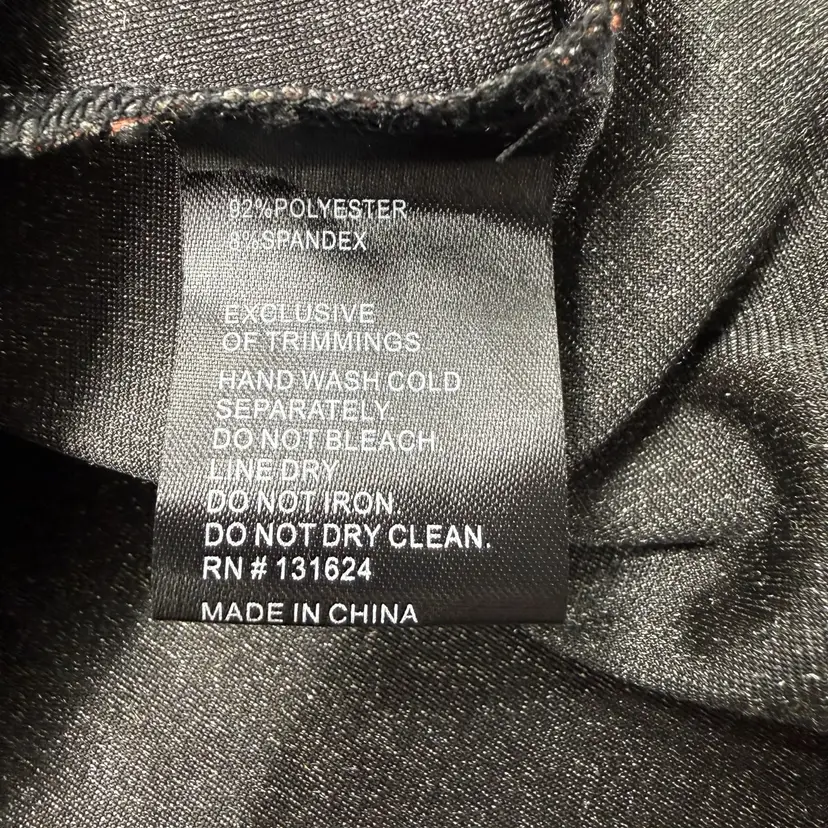 92%POLYESTER
8%SPANDEX
EXCLUSIVE
OF TRIMMINGS
HAND WASH COLD
SEPARATELY.
DO NOT BLEACH.
LINE DRY
DO NOT IRON.
DO NOT DRY CLEAN.
RN # 131624
MADE IN CHINA